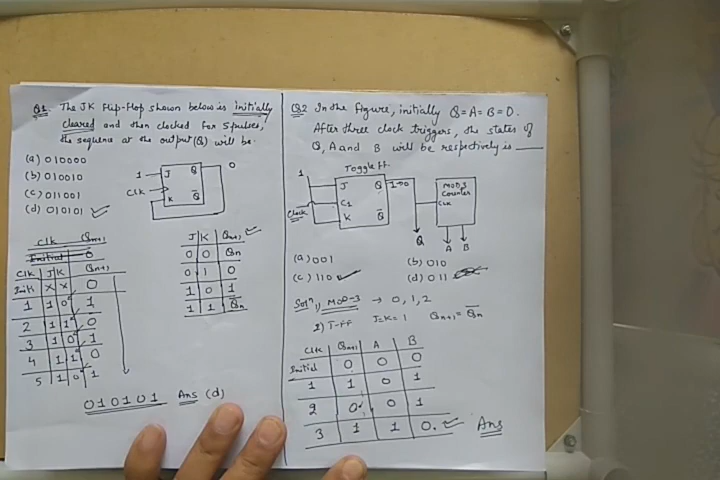 Q1. The JK Flip-Flop shown below is initially
cleared and then clocked for 5 pulses,
the sequence at the output (Q) will be.
(a) 010000
(b) 010010
(c) 011001
(d) 010101
1 J Q 0
Clk
K Q̅
Clk Qn+1
Initial 0
Clk J K Qn+1
Init X X 0
1 1 0 1
2 1 1 0
3 1 0 1
4 1 1 0
5 1 0 1
J K Qn+1
0 0 Qn
0 1 0
1 0 1
1 1 Q̅n
010101 Ans (d)
Q2 In the figure, initially Q=A=B=0.
After three clock triggers, the states of
Q, A and B will be respectively is
Toggle ff.
1
J Q 1→0
Clock C1
K Q̅
MOD-3
Counter
CLK
Q A B
(a) 001 (b) 010
(c) 110 (d) 011
Solⁿ, 1) MOD-3 → 0, 1, 2
2) T-FF J=K=1 Qn+1 = Q̅n
Clk Qn+1 A B
Initial 0 0 0
1 1 0 1
2 0 0 1
3 1 1 0. Ans